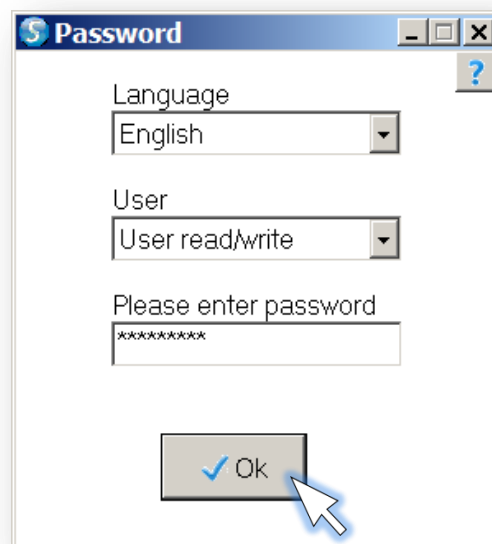 Password
?
Language
English
User
User read/write
Please enter password
*********
Ok